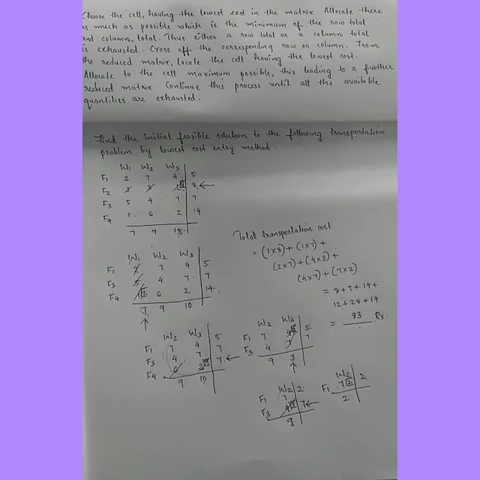 Choose the cell, having the lowest cost in the matrix. Allocate there
is much as possible which is the minimum of the row total
and columns, total. Thus either a row total or a column total
is exhausted. Cross off the corresponding row or column. From
the reduced matrix, locate the cell having the lowest cost.
Allocate to the cell maximum possible, this leading to a further
reduced matrix. Continue this process until all the available
quantities are exhausted.
Find the initial feasible solution to the following transportation
problem by lowest cost entry method.
W1 W2 W3
F1 2 7 4 5
F2 3 3 1 8
F3 5 4 7 7
F4 1 6 2 14
7 9 18
W1 W2 W3
F1 2 7 4 5
F3 5 4 7 7
F4 1 6 2 14
7 9 10
W2 W3
F1 7 4 5
F3 4 7 7
F4 6 2 7
9 10
Total transportation cost
= (1×8) + (1×7) +
(2×7) + (4×3) +
(4×7) + (7×2)
= 8+7+14+
12+28+14
= 83 Rs.
W2 W3
F1 7 4 5
F3 4 7 7
9 3
W2
F1 7 2
F3 4 7
9
W2
F1 7 2
2